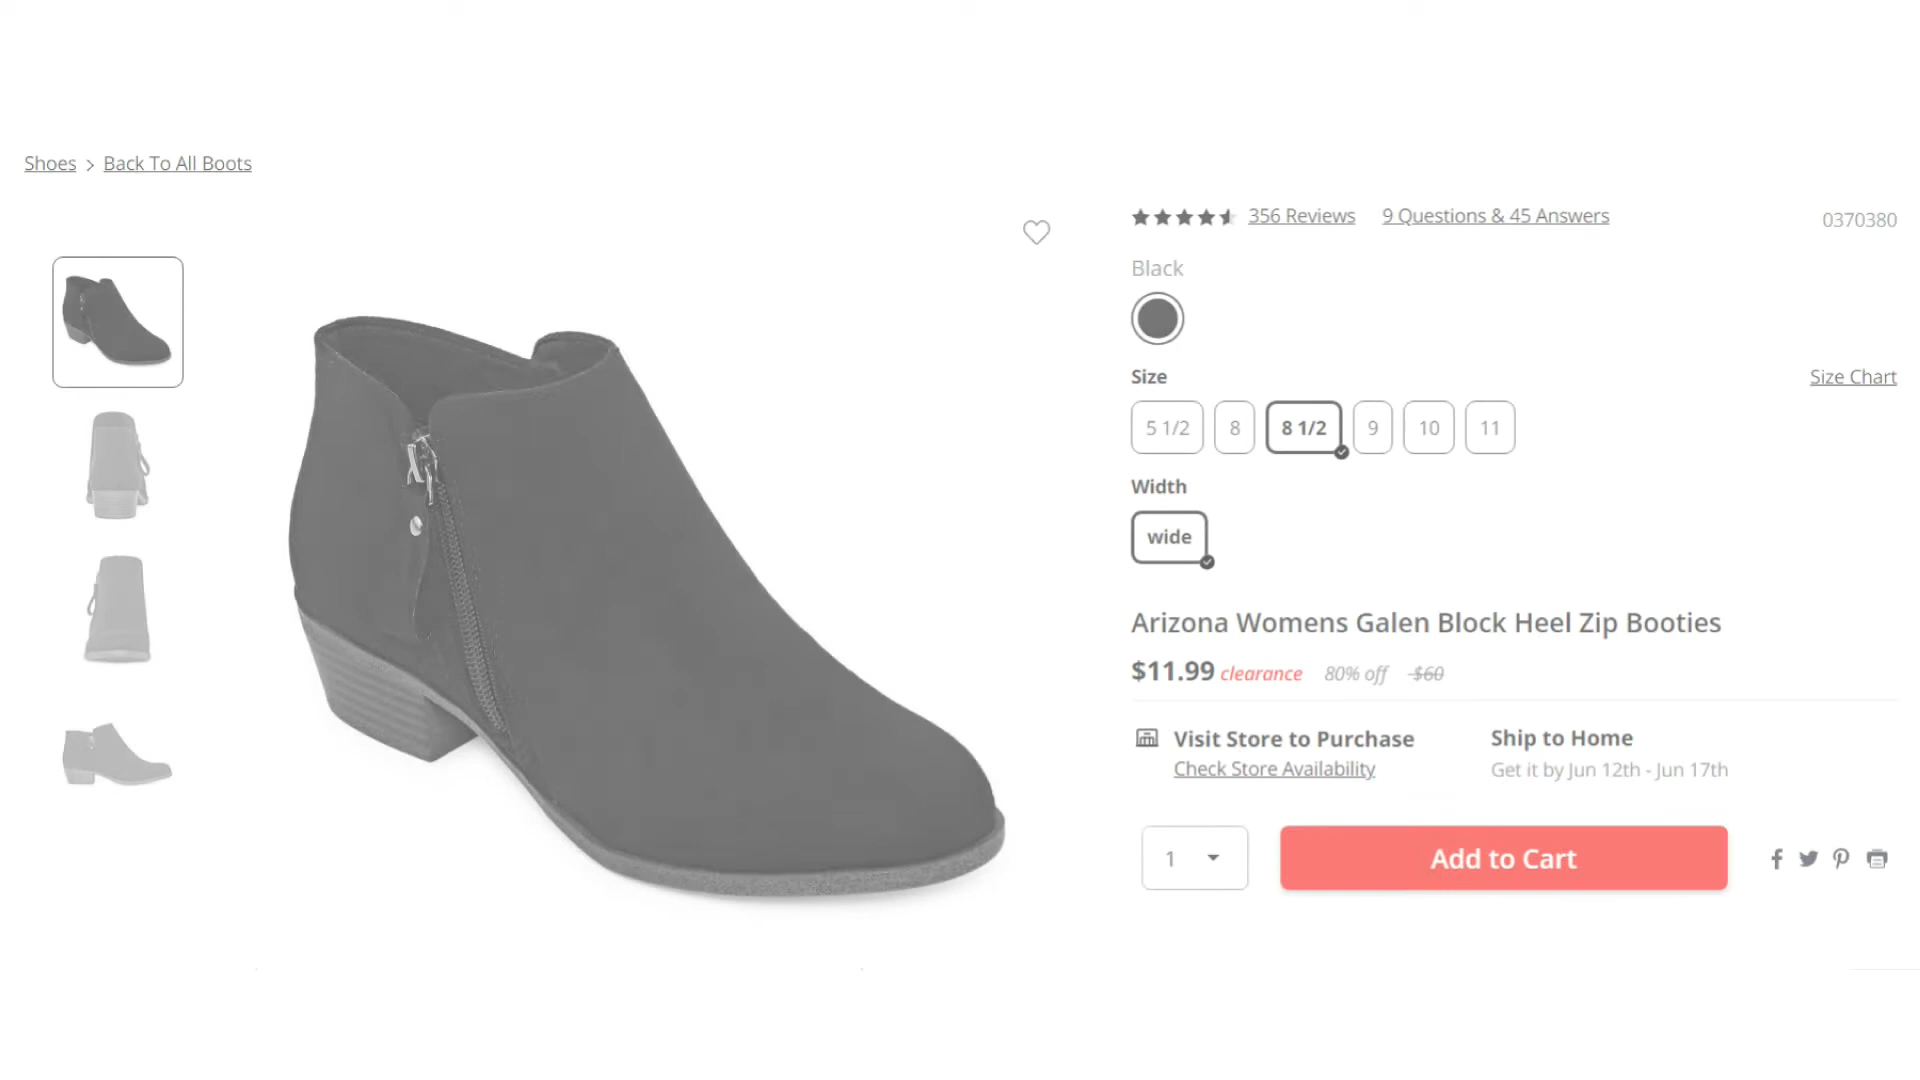 Shoes > Back To All Boots
356 Reviews 9 Questions & 45 Answers 0370380
Black
Size Size Chart
5 1/2 8 8 1/2 9 10 11
Width
wide
Arizona Womens Galen Block Heel Zip Booties
$11.99 clearance 80% off $60
Visit Store to Purchase Ship to Home
Check Store Availability Get it by Jun 12th - Jun 17th
1 Add to Cart